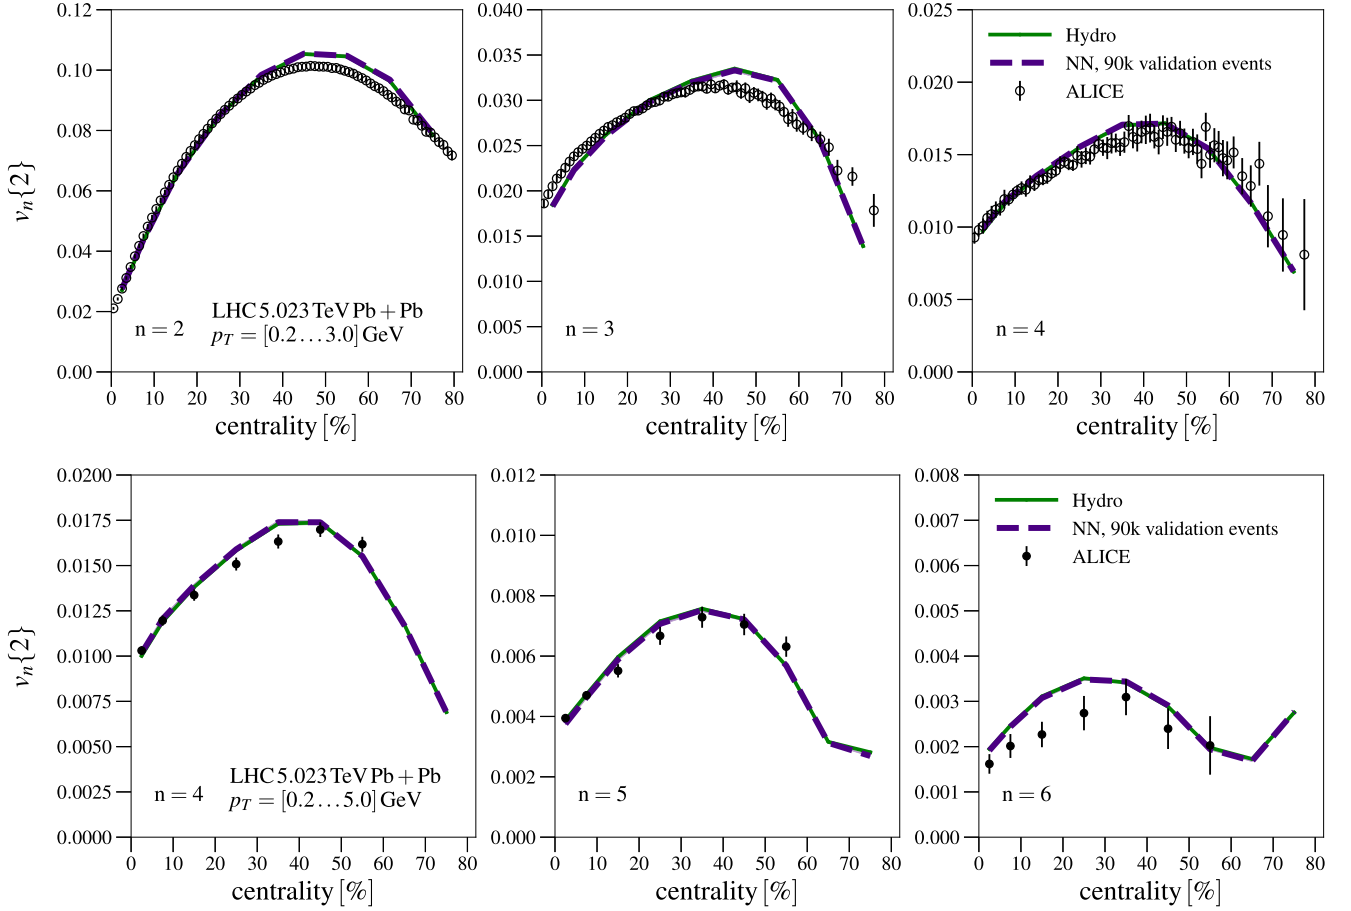 0.12
0.10
0.08
0.06
0.04
0.02
0.00
v_n{2}
n = 2
LHC 5.023 TeV Pb + Pb
p_T = [0.2…3.0] GeV
0 10 20 30 40 50 60 70 80
centrality [%]
0.040
0.035
0.030
0.025
0.020
0.015
0.010
0.005
0.000
n = 3
0 10 20 30 40 50 60 70 80
centrality [%]
0.025
0.020
0.015
0.010
0.005
0.000
Hydro
NN, 90k validation events
ALICE
n = 4
0 10 20 30 40 50 60 70 80
centrality [%]
0.0200
0.0175
0.0150
0.0125
0.0100
0.0075
0.0050
0.0025
0.0000
v_n{2}
n = 4
LHC 5.023 TeV Pb + Pb
p_T = [0.2…5.0] GeV
0 10 20 30 40 50 60 70 80
centrality [%]
0.012
0.010
0.008
0.006
0.004
0.002
0.000
n = 5
0 10 20 30 40 50 60 70 80
centrality [%]
0.008
0.007
0.006
0.005
0.004
0.003
0.002
0.001
0.000
Hydro
NN, 90k validation events
ALICE
n = 6
0 10 20 30 40 50 60 70 80
centrality [%]